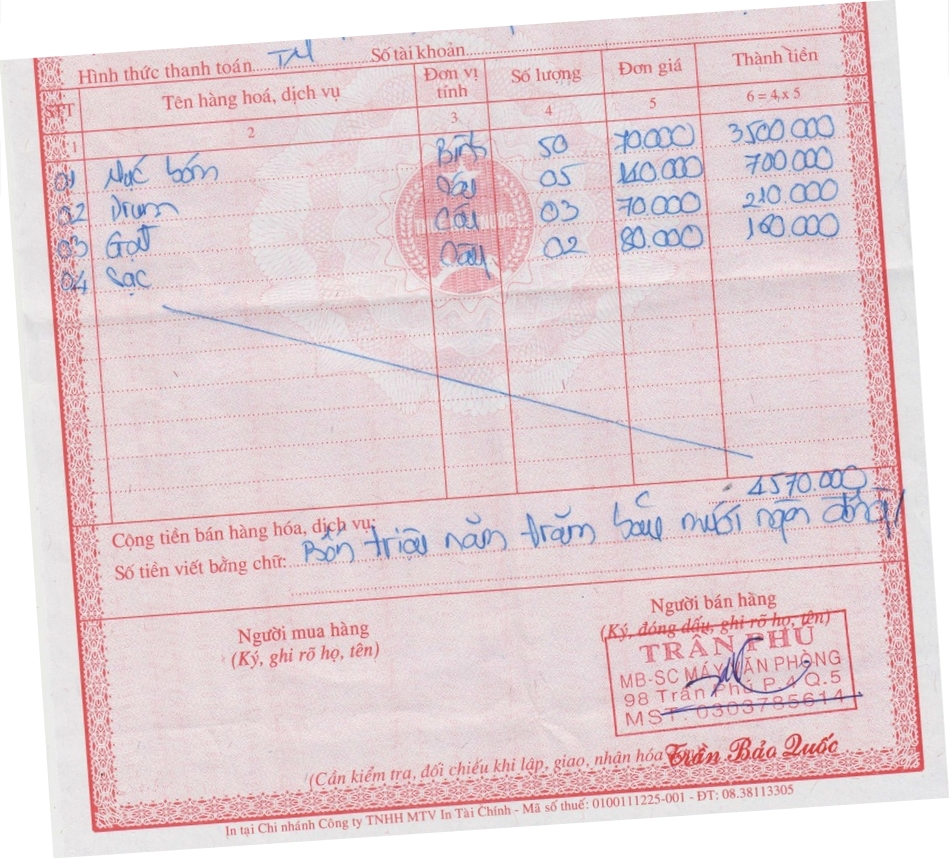 Hình thức thanh toán TM Số tài khoản
STT Tên hàng hoá, dịch vụ Đơn vị tính Số lượng Đơn giá Thành tiền
1 2 3 4 5 6 = 4 x 5
01 Mực bơm Bình 50 70.000 3500.000
02 Drum Cây 05 140.000 700.000
03 Gạt Cây 03 70.000 210.000
04 Sạc Cây 02 80.000 160.000
Cộng tiền bán hàng hóa, dịch vụ: 4570.000
Số tiền viết bằng chữ: Bốn triệu năm trăm bảy mươi ngàn đồng
Người mua hàng
(Ký, ghi rõ họ, tên)
Người bán hàng
(Ký, đóng dấu, ghi rõ họ, tên)
TRẦN PHÚ
MB-SC MÁY VĂN PHÒNG
98 Trần Phú P.4 Q.5
MST: 0303785614
Trần Bảo Quốc
(Cần kiểm tra, đối chiếu khi lập, giao, nhận hóa
In tại Chi nhánh Công ty TNHH MTV In Tài Chính - Mã số thuế: 0100111225-001 - ĐT: 08.38113305